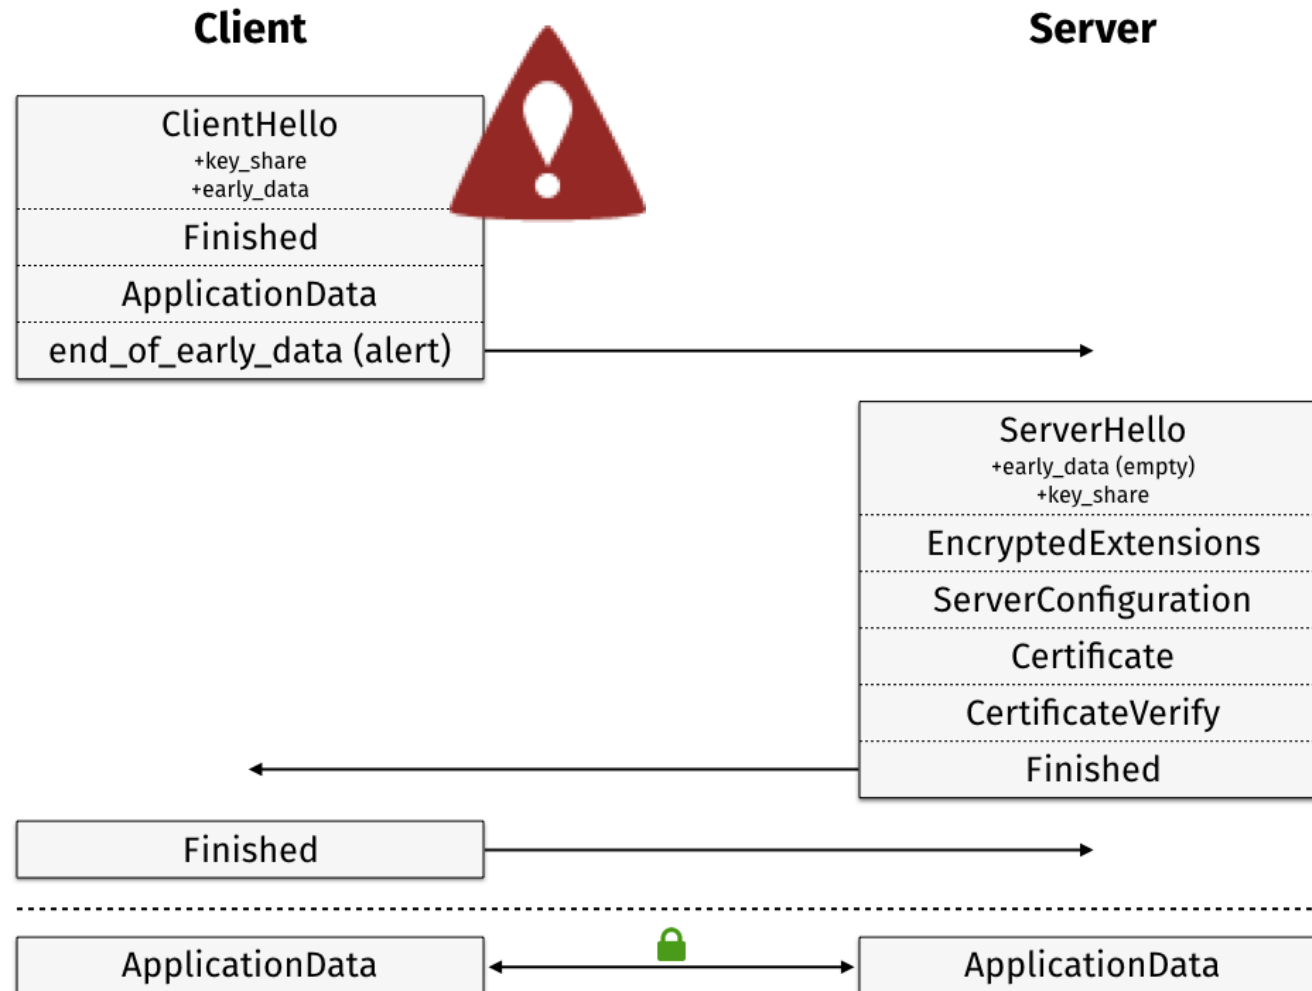 Client
Server
ClientHello
+key_share
+early_data
Finished
ApplicationData
end_of_early_data (alert)
ServerHello
+early_data (empty)
+key_share
EncryptedExtensions
ServerConfiguration
Certificate
CertificateVerify
Finished
Finished
ApplicationData
ApplicationData